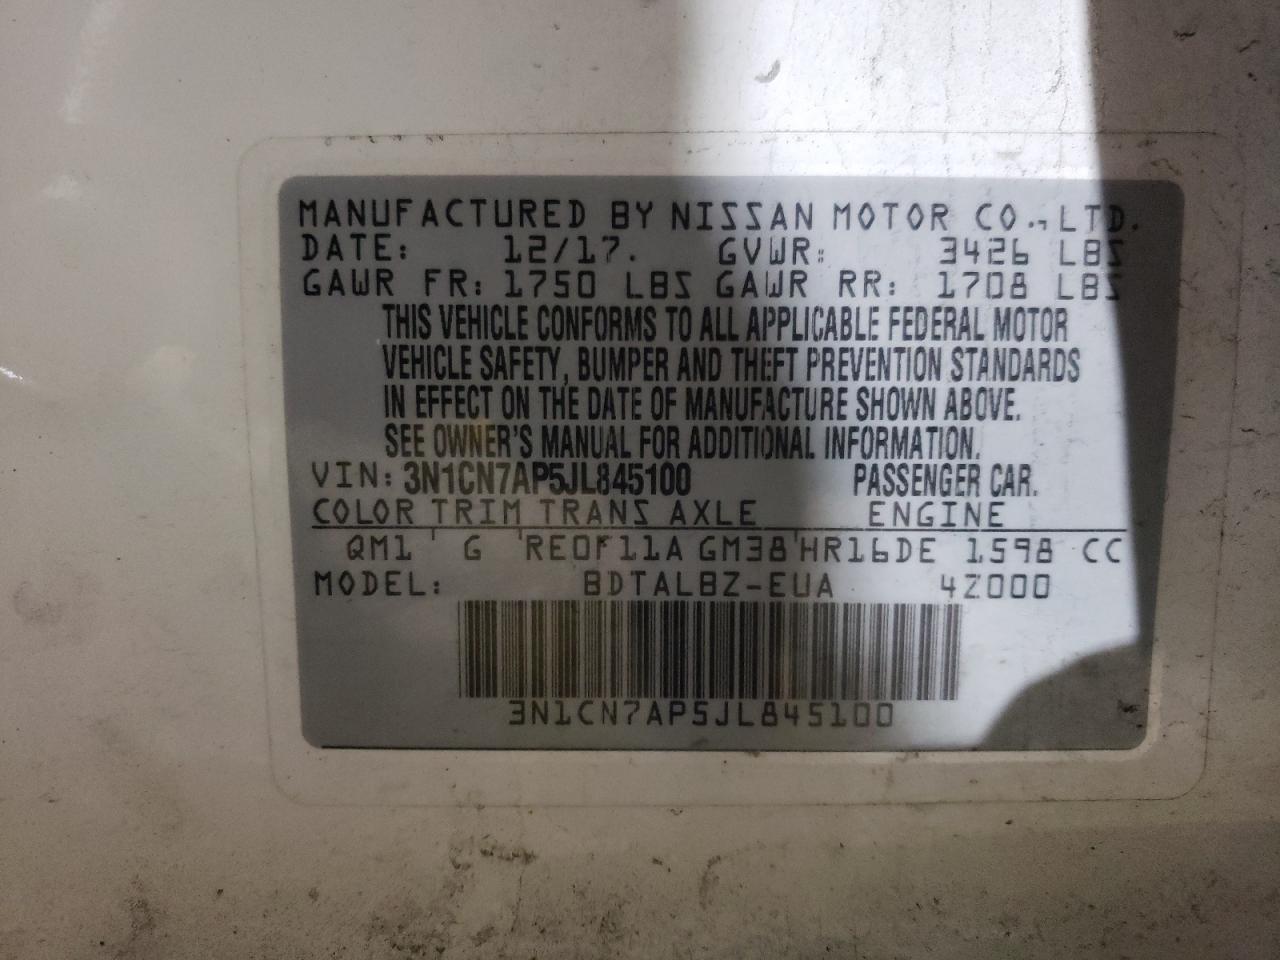 MANUFACTURED BY NISSAN MOTOR CO., LTD.
DATE: 12/17. GVWR: 3426 LBS
GAWR FR: 1750 LBS GAWR RR: 1708 LBS
THIS VEHICLE CONFORMS TO ALL APPLICABLE FEDERAL MOTOR
VEHICLE SAFETY, BUMPER AND THEFT PREVENTION STANDARDS
IN EFFECT ON THE DATE OF MANUFACTURE SHOWN ABOVE.
SEE OWNER'S MANUAL FOR ADDITIONAL INFORMATION.
VIN: 3N1CN7AP5JL845100 PASSENGER CAR.
COLOR TRIM TRANS AXLE ENGINE
QM1 ' G 'RE0F11A GM38'HR16DE 1598 CC
MODEL: BDTALBZ-EUA 4Z000
3N1CN7AP5JL845100